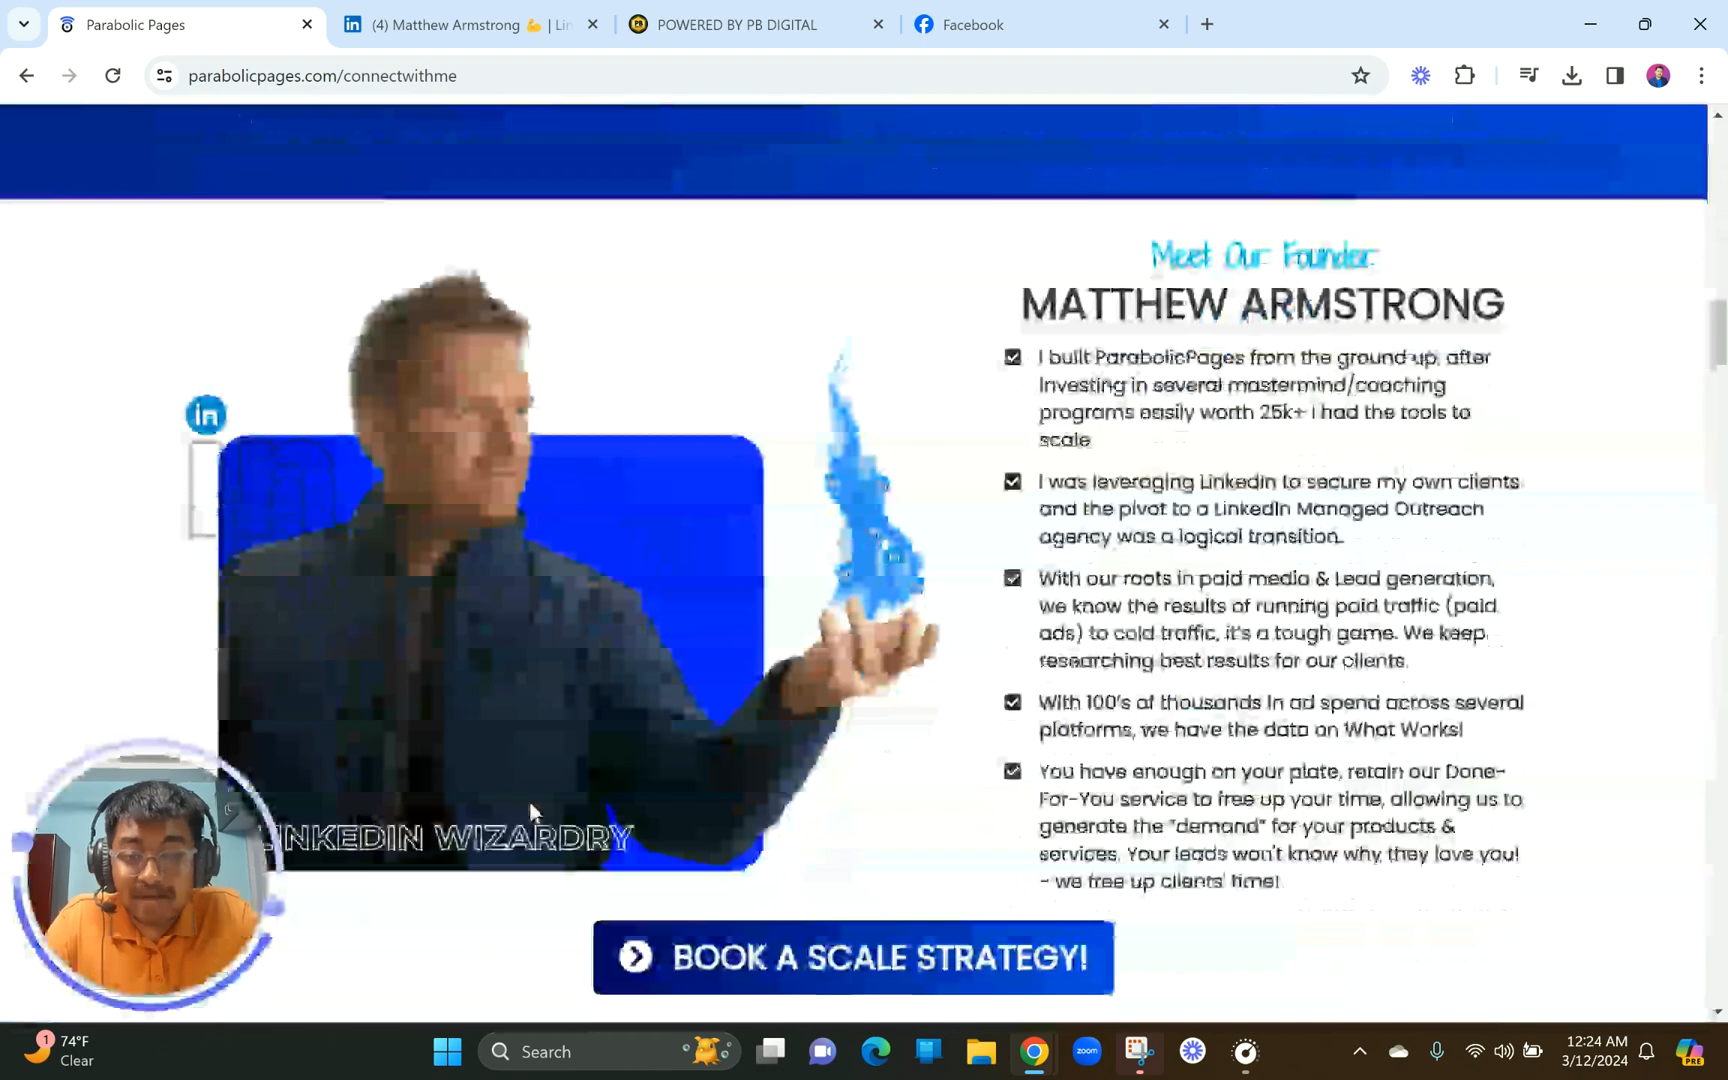 Parabolic Pages
(4) Matthew Armstrong 💪 | Lin
POWERED BY PB DIGITAL
Facebook
parabolicpages.com/connectwithme
Meet Our Founder:
MATTHEW ARMSTRONG
I built ParabolicPages from the ground up, after
Investing in several mastermind/coaching
programs easily worth 25k+ I had the tools to
scale
I was leveraging LinkedIn to secure my own clients
and the pivot to a LinkedIn Managed Outreach
agency was a logical transition.
With our roots in paid media & Lead generation,
we know the results of running paid traffic (paid
ads) to cold traffic, it's a tough game. We keep
researching best results for our clients.
With 100's of thousands in ad spend across several
platforms, we have the data on What Works!
You have enough on your plate, retain our Done-
For-You service to free up your time, allowing us to
generate the "demand" for your products &
services. Your leads won't know why they love you!
- we free up clients' time!
in
LINKEDIN WIZARDRY
BOOK A SCALE STRATEGY!
1
74°F
Clear
Search
zoom
12:24 AM
3/12/2024
PRE